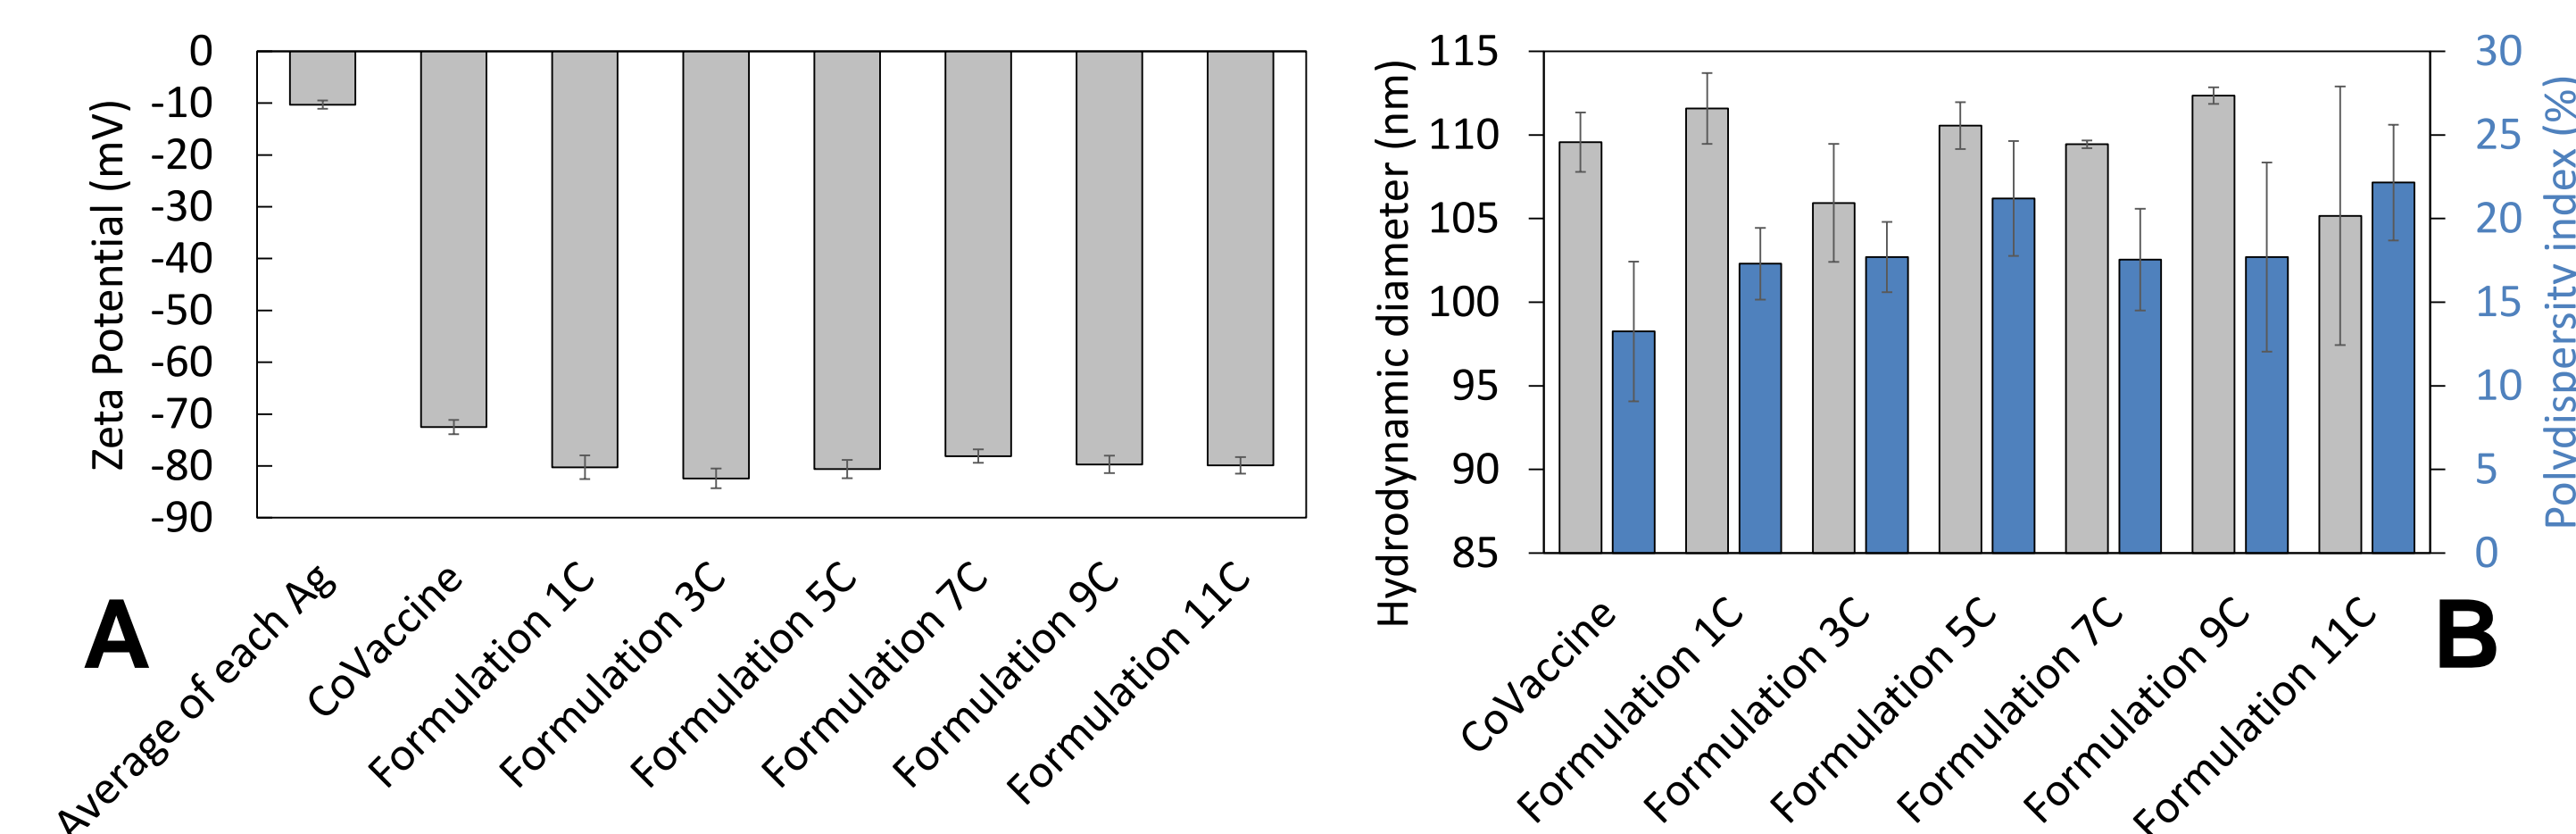 0
-10
-20
-30
-40
-50
-60
-70
-80
-90
Zeta Potential (mV)
Average of each Ag
CoVaccine
Formulation 1C
Formulation 3C
Formulation 5C
Formulation 7C
Formulation 9C
Formulation 11C
A
115
110
105
100
95
90
85
Hydrodynamic diameter (nm)
30
25
20
15
10
5
0
Polydispersity index (%)
CoVaccine
Formulation 1C
Formulation 3C
Formulation 5C
Formulation 7C
Formulation 9C
Formulation 11C
B